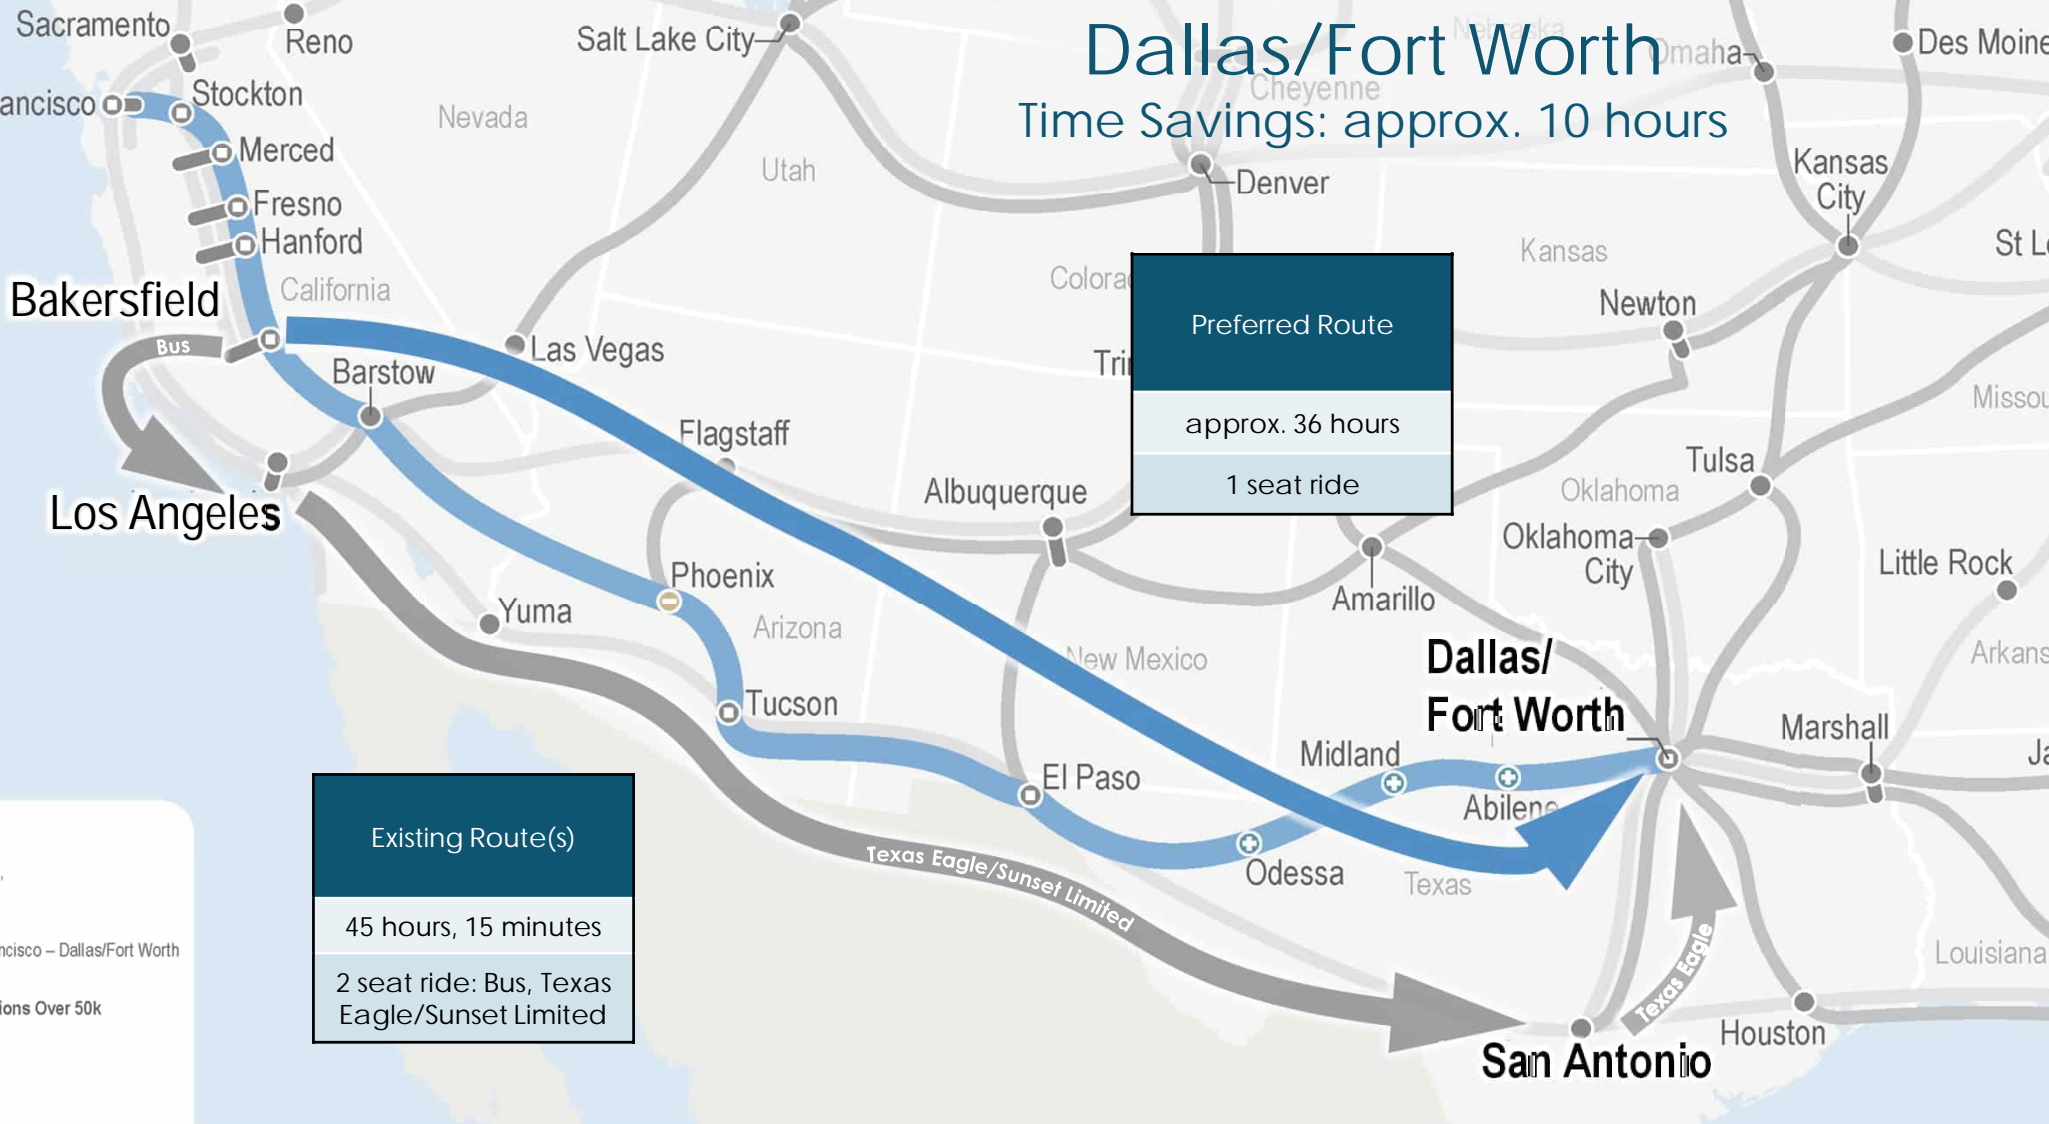 Dallas/Fort Worth
Time Savings: approx. 10 hours
Sacramento
Reno
Salt Lake City
Nebraska
Omaha
Des Moine
Cheyenne
ancisco
Stockton
Nevada
Merced
Utah
Denver
Kansas
City
Fresno
Hanford
Kansas
St L
California
Colora
Bakersfield
Newton
Preferred Route
approx. 36 hours
1 seat ride
Bus
Las Vegas
Tri
Barstow
Missou
Flagstaff
Tulsa
Albuquerque
Oklahoma
Los Angeles
Oklahoma
City
Little Rock
Phoenix
Amarillo
Yuma
Arizona
New Mexico
Dallas/
Fort Worth
Arkans
Tucson
Marshall
Midland
Ja
El Paso
Abilene
Existing Route(s)
45 hours, 15 minutes
2 seat ride: Bus, Texas
Eagle/Sunset Limited
Texas Eagle/Sunset Limited
Odessa
Texas
ncisco – Dallas/Fort Worth
Texas Eagle
Louisiana
ions Over 50k
Houston
San Antonio